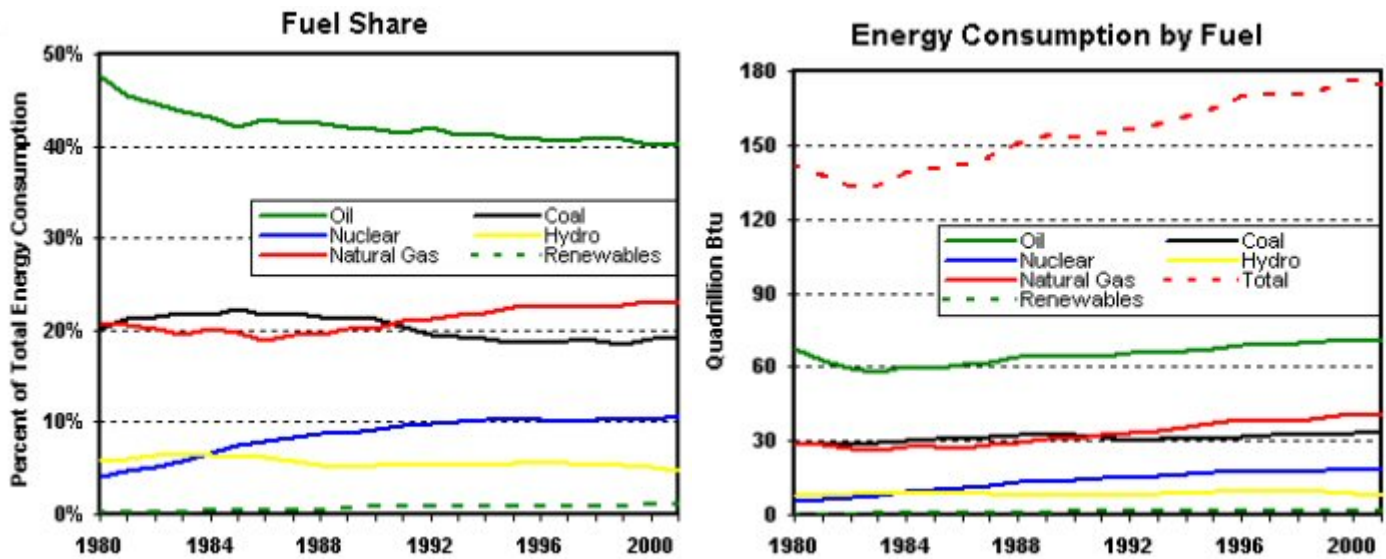 Fuel Share
Percent of Total Energy Consumption
50%
40%
30%
20%
10%
0%
Oil Coal
Nuclear Hydro
Natural Gas Renewables
1980 1984 1988 1992 1996 2000
Energy Consumption by Fuel
Quadrillion Btu
180
150
120
90
60
30
0
Oil Coal
Nuclear Hydro
Natural Gas Total
Renewables
1980 1984 1988 1992 1996 2000